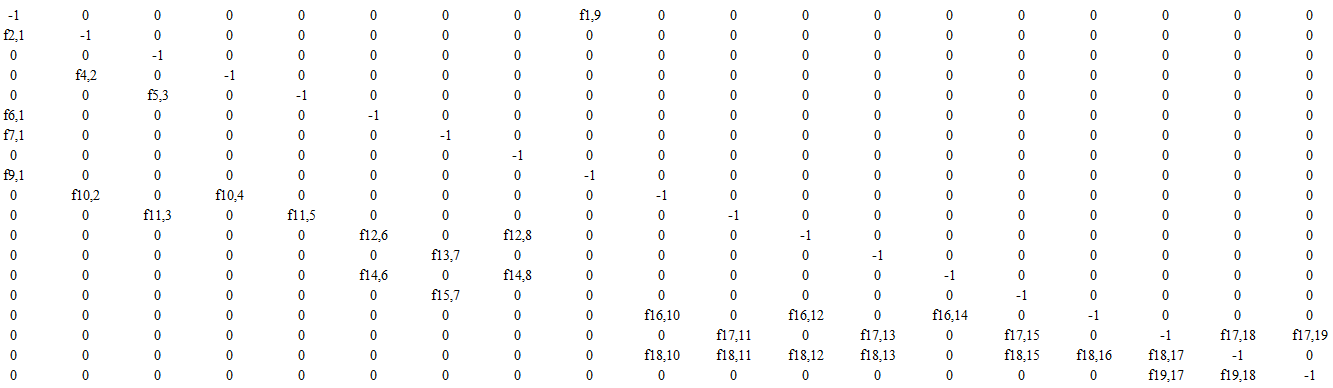 -1 0 0 0 0 0 0 0 f1,9 0 0 0 0 0 0 0 0 0 0
f2,1 -1 0 0 0 0 0 0 0 0 0 0 0 0 0 0 0 0 0
0 0 -1 0 0 0 0 0 0 0 0 0 0 0 0 0 0 0 0
0 f4,2 0 -1 0 0 0 0 0 0 0 0 0 0 0 0 0 0 0
0 0 f5,3 0 -1 0 0 0 0 0 0 0 0 0 0 0 0 0 0
f6,1 0 0 0 0 -1 0 0 0 0 0 0 0 0 0 0 0 0 0
f7,1 0 0 0 0 0 -1 0 0 0 0 0 0 0 0 0 0 0 0
0 0 0 0 0 0 0 -1 0 0 0 0 0 0 0 0 0 0 0
f9,1 0 0 0 0 0 0 0 -1 0 0 0 0 0 0 0 0 0 0
0 f10,2 0 f10,4 0 0 0 0 0 -1 0 0 0 0 0 0 0 0 0
0 0 f11,3 0 f11,5 0 0 0 0 0 -1 0 0 0 0 0 0 0 0
0 0 0 0 0 f12,6 0 f12,8 0 0 0 -1 0 0 0 0 0 0 0
0 0 0 0 0 0 f13,7 0 0 0 0 0 -1 0 0 0 0 0 0
0 0 0 0 0 f14,6 0 f14,8 0 0 0 0 0 -1 0 0 0 0 0
0 0 0 0 0 0 f15,7 0 0 0 0 0 0 0 -1 0 0 0 0
0 0 0 0 0 0 0 0 0 f16,10 0 f16,12 0 f16,14 0 -1 0 0 0
0 0 0 0 0 0 0 0 0 0 f17,11 0 f17,13 0 f17,15 0 -1 f17,18 f17,19
0 0 0 0 0 0 0 0 0 f18,10 f18,11 f18,12 f18,13 0 f18,15 f18,16 f18,17 -1 0
0 0 0 0 0 0 0 0 0 0 0 0 0 0 0 0 f19,17 f19,18 -1